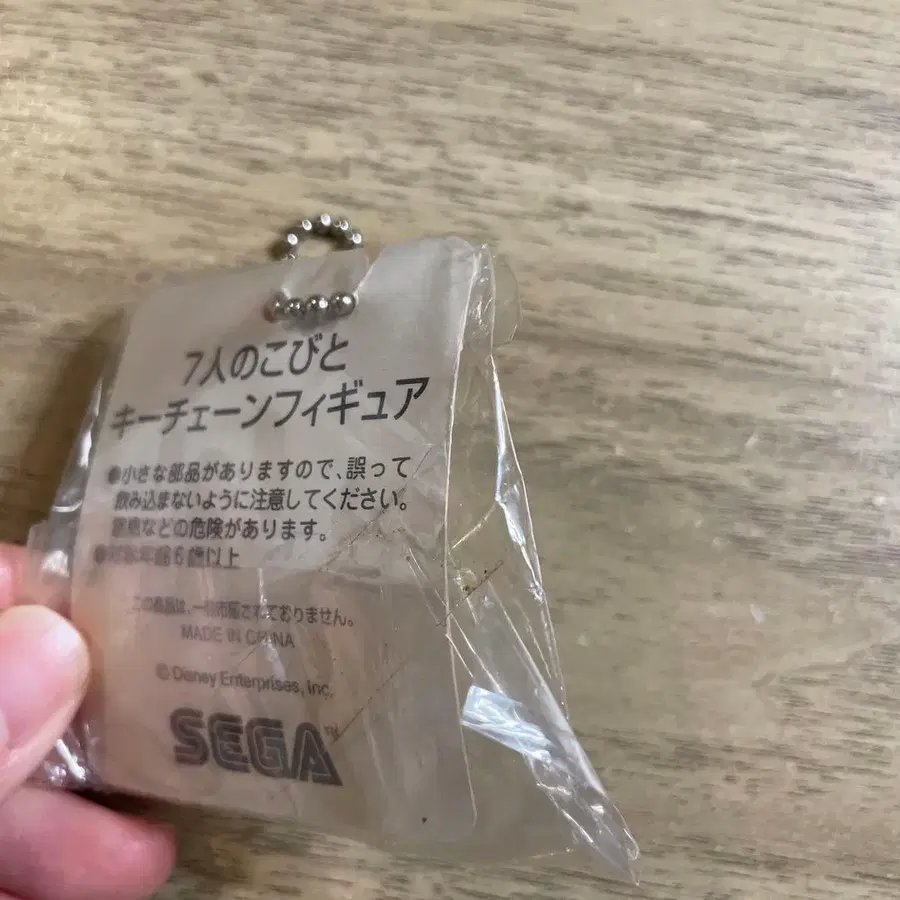 7人のこびと
キーチェーンフィギュア
●小さな部品がありますので、誤って
飲み込まないように注意してください。
窒息などの危険があります。
●対象年齢6歳以上
この商品は、一般市販されておりません。
MADE IN CHINA
© Disney Enterprises, Inc.
SEGA™